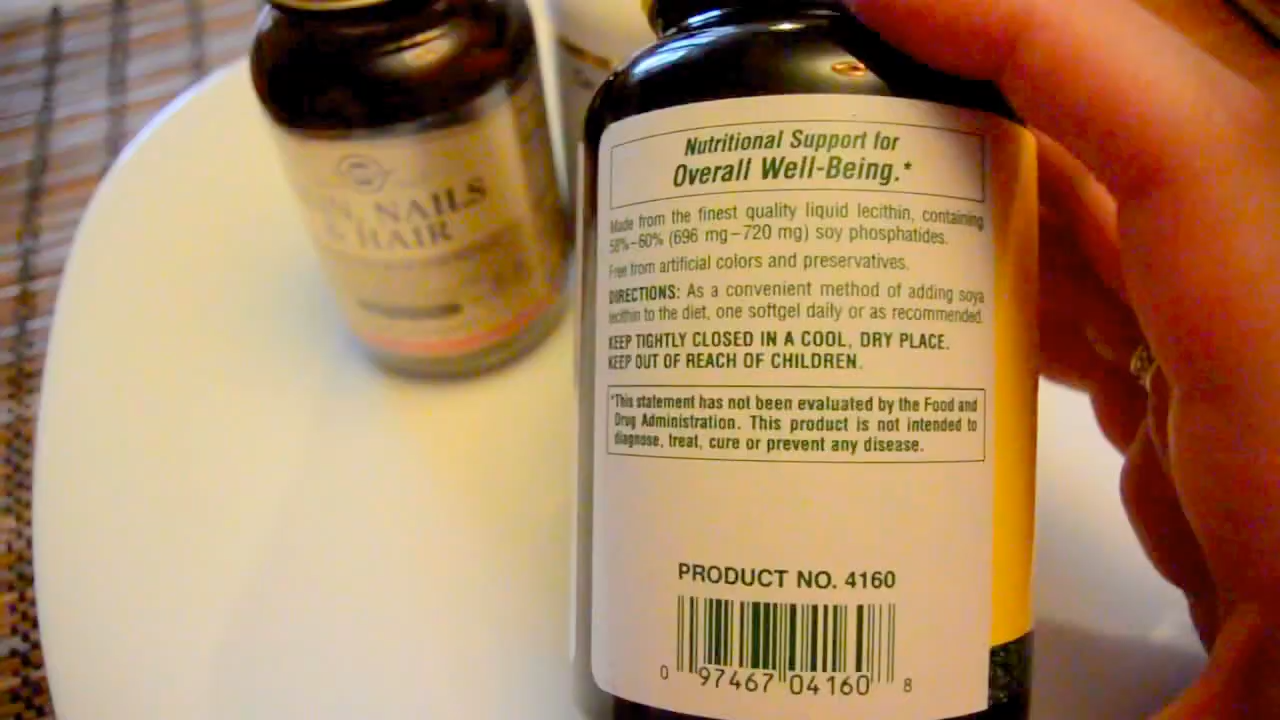 NAILS
& HAIR
Nutritional Support for
Overall Well-Being.*
Made from the finest quality liquid lecithin, containing
58%–60% (696 mg–720 mg) soy phosphatides.
Free from artificial colors and preservatives.
DIRECTIONS: As a convenient method of adding soya
lecithin to the diet, one softgel daily or as recommended.
KEEP TIGHTLY CLOSED IN A COOL, DRY PLACE.
KEEP OUT OF REACH OF CHILDREN.
*This statement has not been evaluated by the Food and
Drug Administration. This product is not intended to
diagnose, treat, cure or prevent any disease.
PRODUCT NO. 4160
0 97467 04160 8